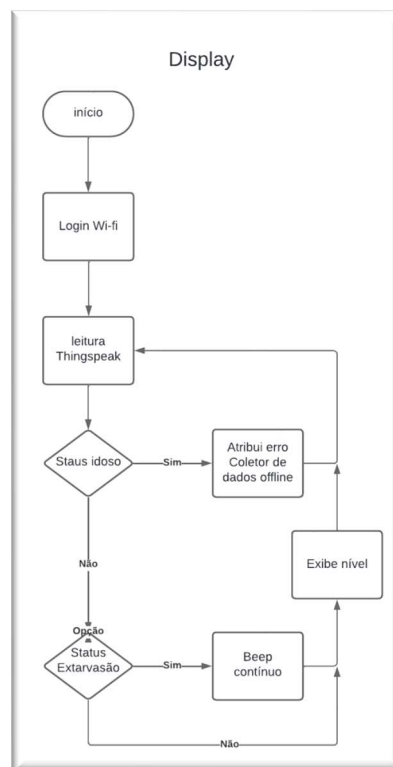 Display
início
Login Wi-fi
leitura
Thingspeak
Staus idoso
Sim
Atribui erro
Coletor de
dados offline
Não
Exibe nível
Opção
Status
Extarvasão
Sim
Beep
contínuo
Não